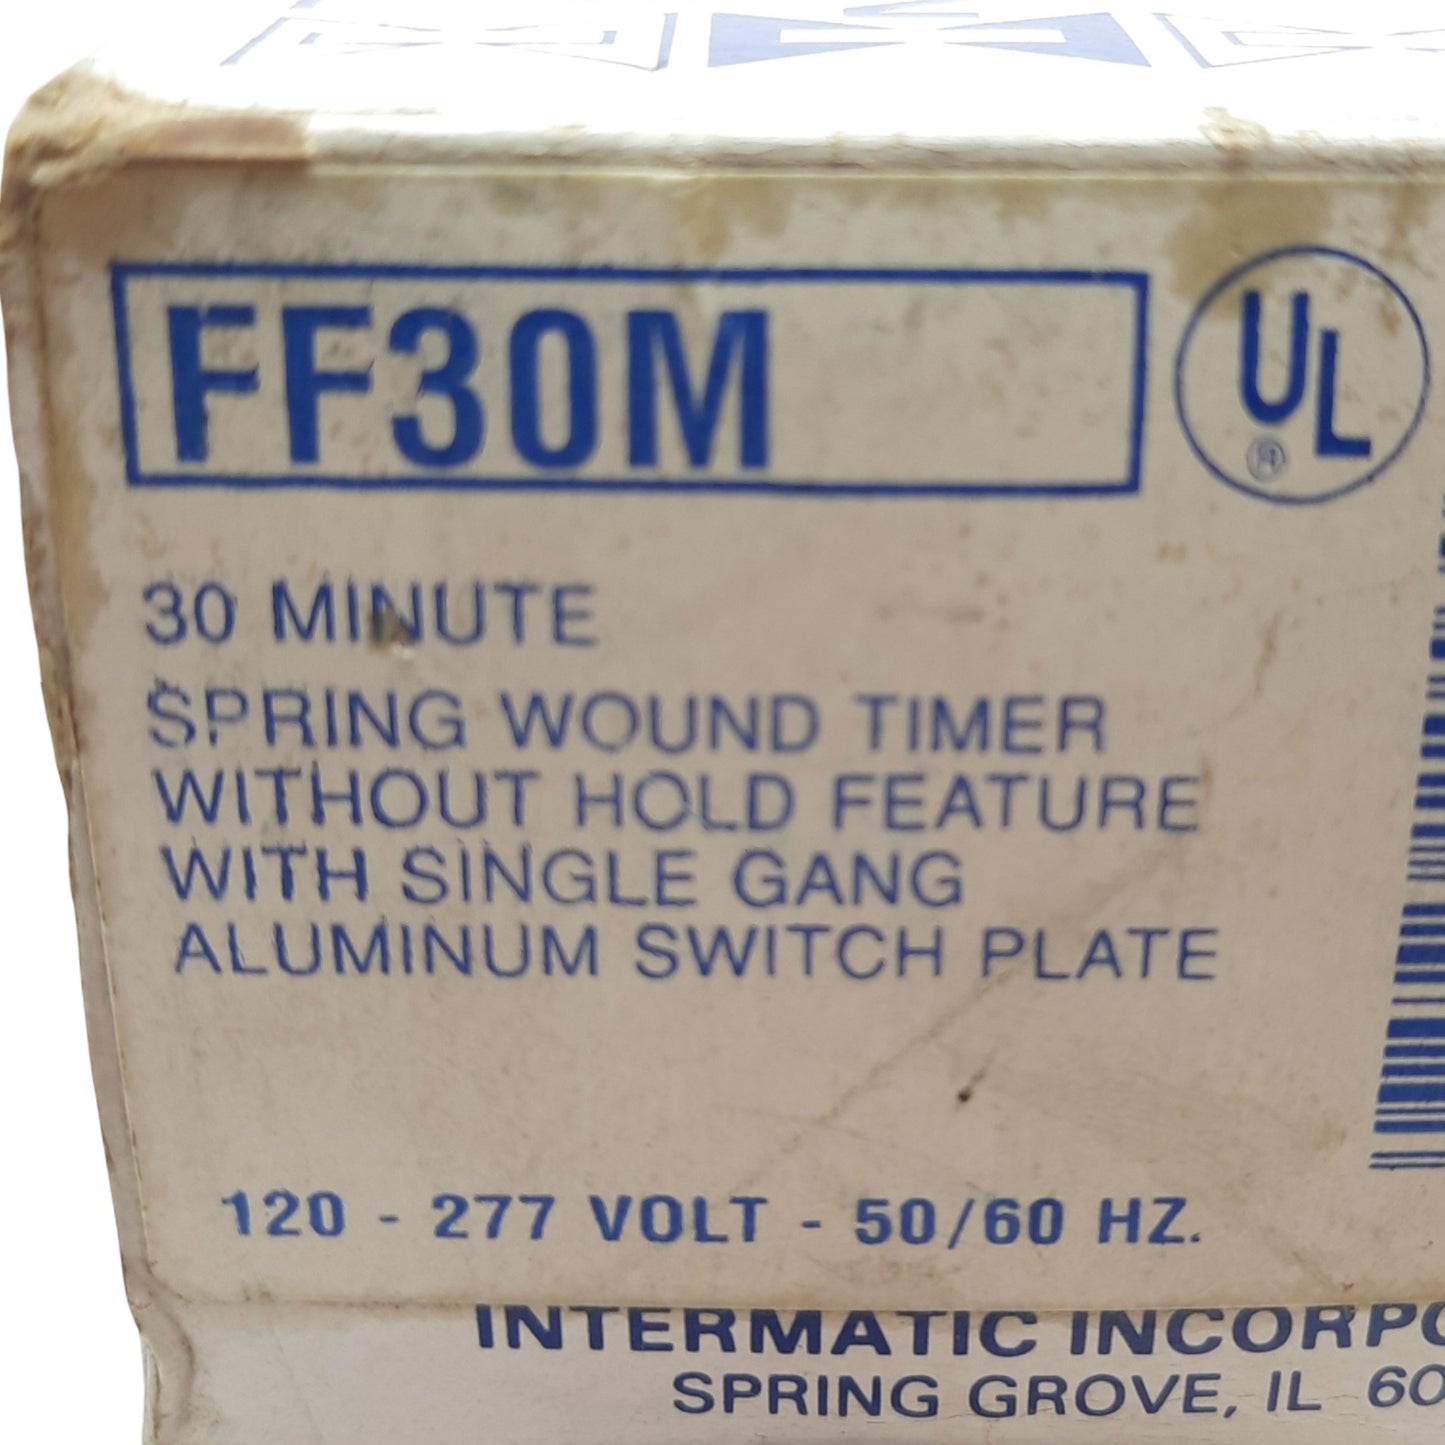 FF30M
UL
®
30 MINUTE
SPRING WOUND TIMER
WITHOUT HOLD FEATURE
WITH SINGLE GANG
ALUMINUM SWITCH PLATE
120 - 277 VOLT - 50/60 HZ.
INTERMATIC
SPRING GROVE, IL